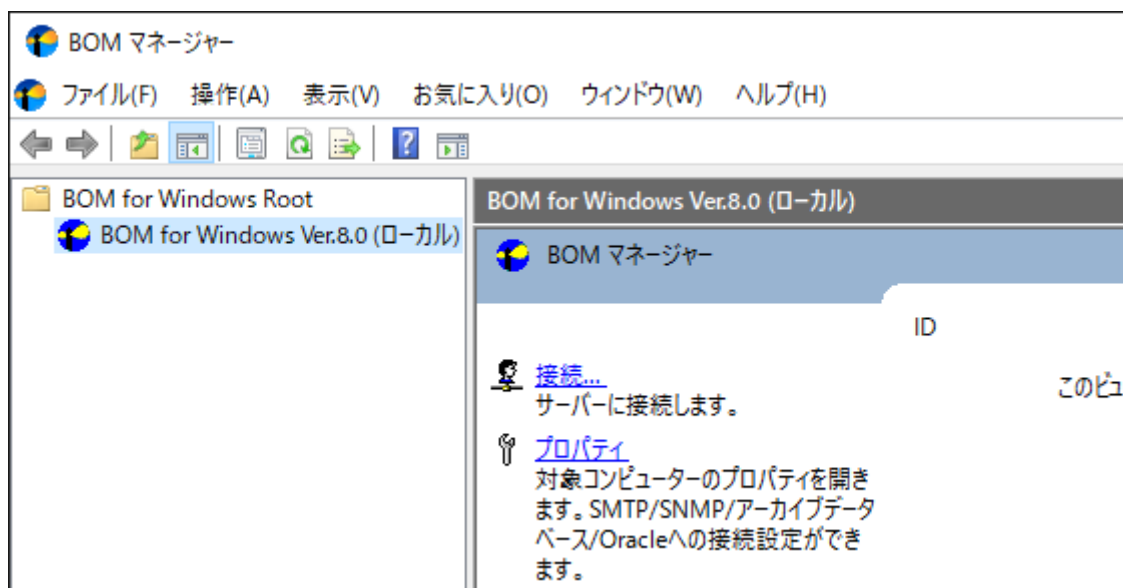 BOM マネージャー
ファイル(F) 操作(A) 表示(V) お気に入り(O) ウィンドウ(W) ヘルプ(H)
BOM for Windows Root
BOM for Windows Ver.8.0 (ローカル)
BOM for Windows Ver.8.0 (ローカル)
BOM マネージャー
ID
接続...
サーバーに接続します。
このビュ
プロパティ
対象コンピューターのプロパティを開き
ます。SMTP/SNMP/アーカイブデータ
ベース/Oracleへの接続設定ができ
ます。